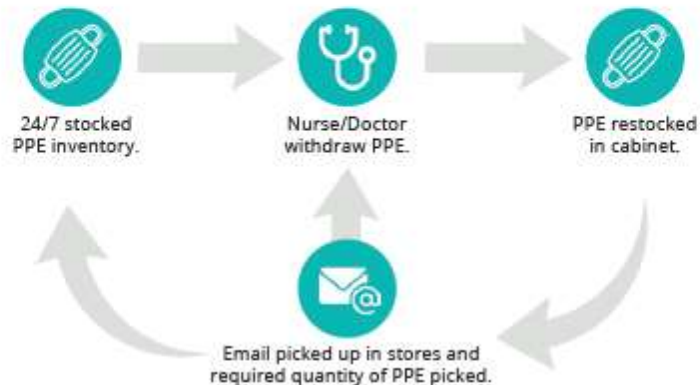 24/7 stocked
PPE inventory.
Nurse/Doctor
withdraw PPE.
PPE restocked
in cabinet.
Email picked up in stores and
required quantity of PPE picked.